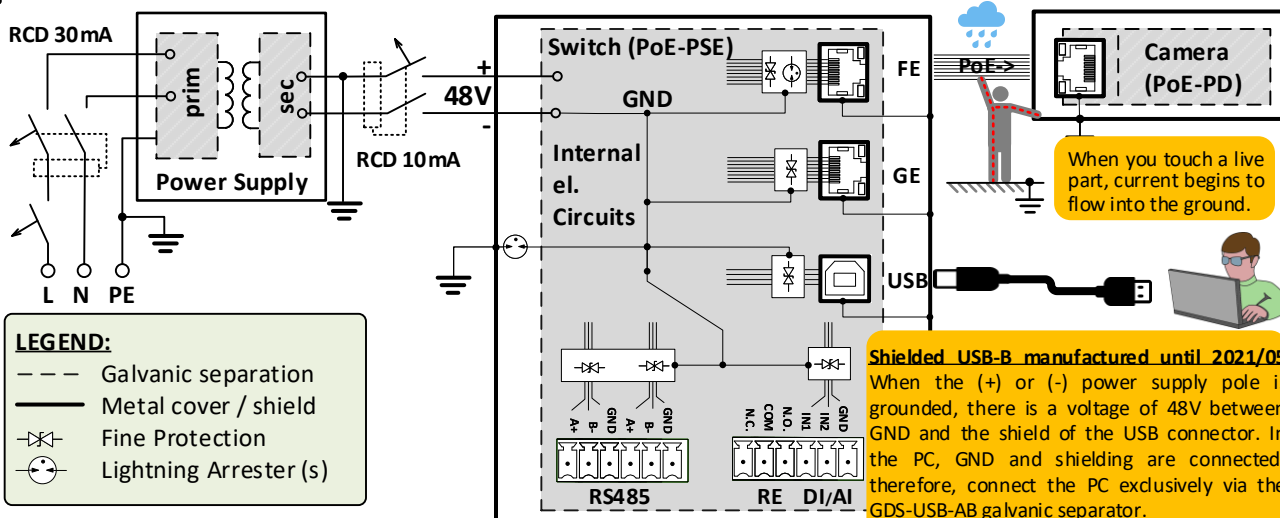 RCD 30mA
prim
sec
Power Supply
L N PE
+
48V
-
RCD 10mA
Switch (PoE-PSE)
GND
Internal
el.
Circuits
FE
GE
USB
PoE->
Camera
(PoE-PD)
When you touch a live
part, current begins to
flow into the ground.
A+ B- GND A+ B- GND
RS485
N.C. COM N.O. IN1 IN2 GND
RE DI/AI
LEGEND:
Galvanic separation
Metal cover / shield
Fine Protection
Lightning Arrester (s)
Shielded USB-B manufactured until 2021/05
When the (+) or (-) power supply pole i
grounded, there is a voltage of 48V between
GND and the shield of the USB connector. In
the PC, GND and shielding are connected
therefore, connect the PC exclusively via the
GDS-USB-AB galvanic separator.